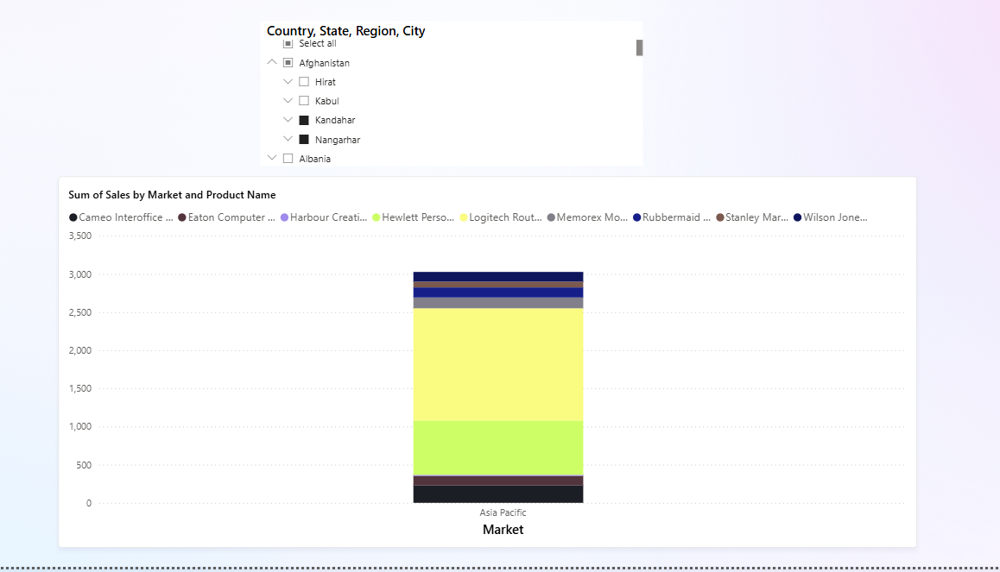 Country, State, Region, City
Select all
Afghanistan
Hirat
Kabul
Kandahar
Nangarhar
Albania
Sum of Sales by Market and Product Name
Cameo Interoffice ... Eaton Computer ... Harbour Creati... Hewlett Perso... Logitech Rout... Memorex Mo... Rubbermaid ... Stanley Mar... Wilson Jone...
3,500
3,000
2,500
2,000
1,500
1,000
500
0
Asia Pacific
Market